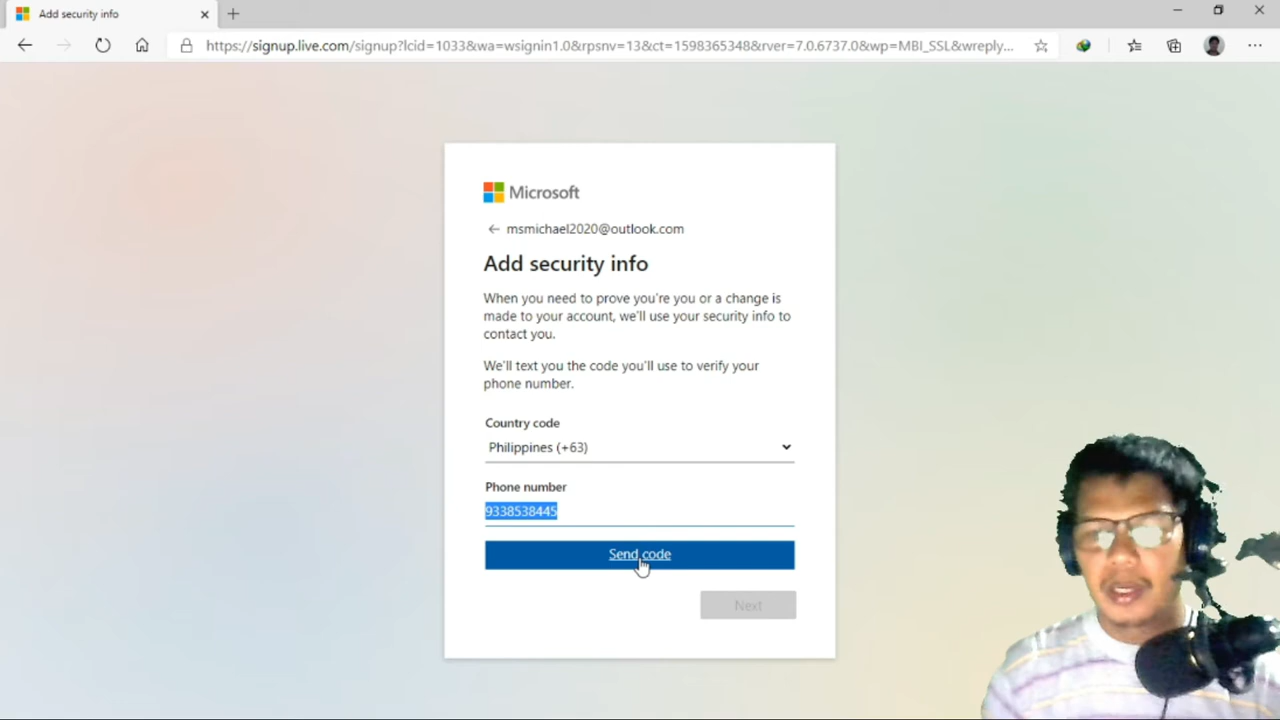 Add security info
https://signup.live.com/signup?lcid=1033&wa=wsignin1.0&rpsnv=13&ct=1598365348&rver=7.0.6737.0&wp=MBI_SSL&wreply...
Microsoft
← msmichael2020@outlook.com
Add security info
When you need to prove you're you or a change is
made to your account, we'll use your security info to
contact you.
We'll text you the code you'll use to verify your
phone number.
Country code
Philippines (+63)
Phone number
9338538445
Send code
Next